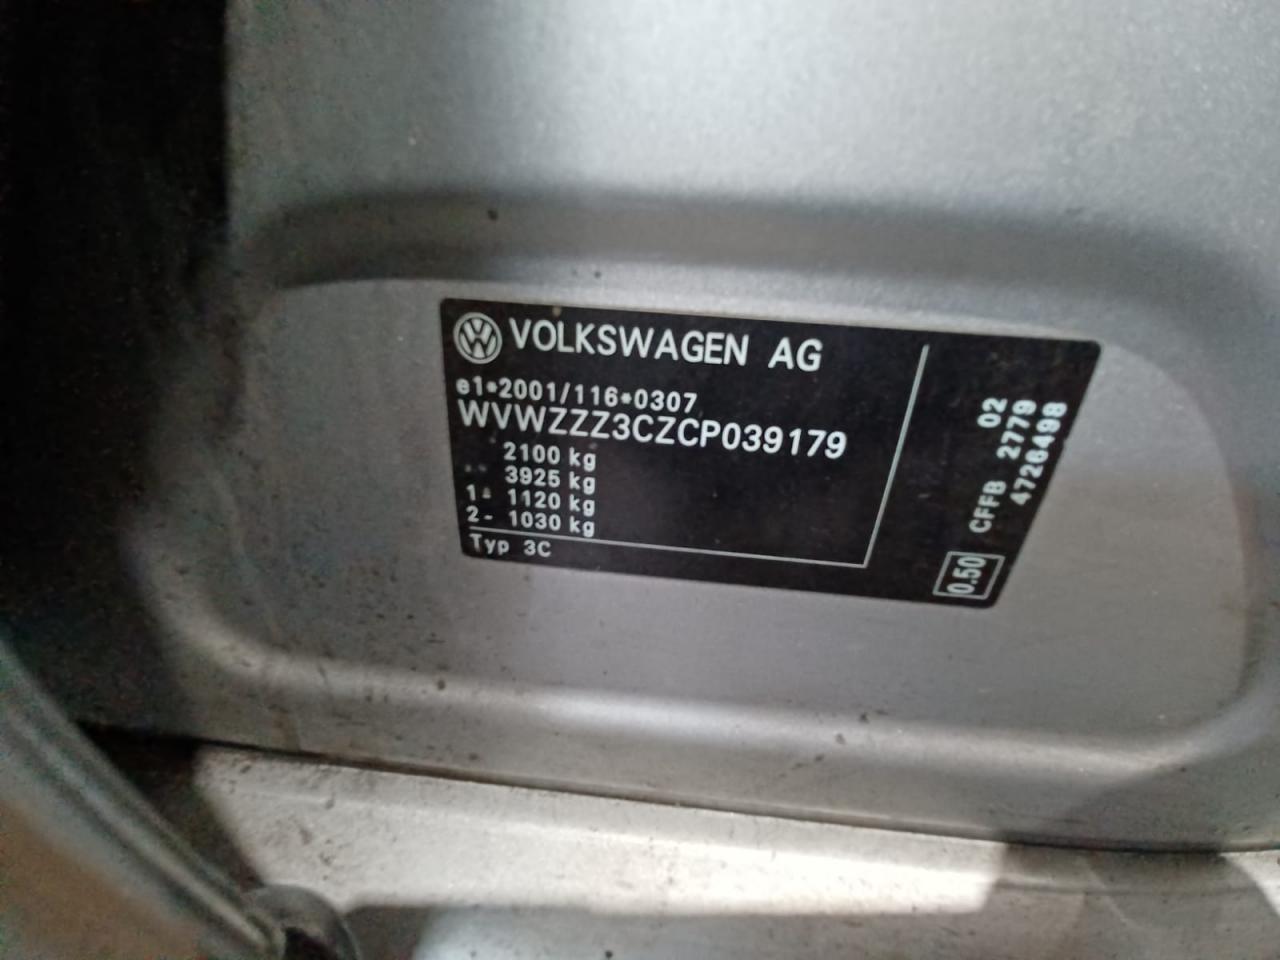 VOLKSWAGEN AG
e1*2001/116*0307
WVWZZZ3CZCP039179
2100 kg
3925 kg
1- 1120 kg
2- 1030 kg
Typ 3C
CFFB 2779 02
4726498
0.50